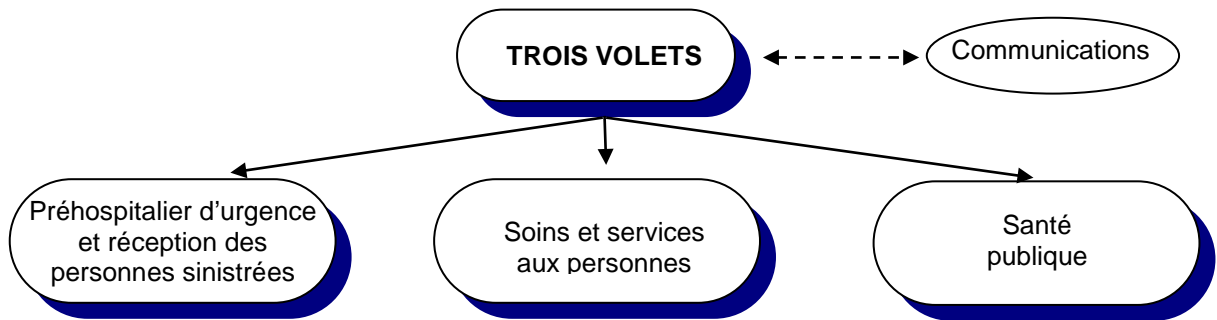 TROIS VOLETS
Communications
Préhospitalier d’urgence
et réception des
personnes sinistrées
Soins et services
aux personnes
Santé
publique